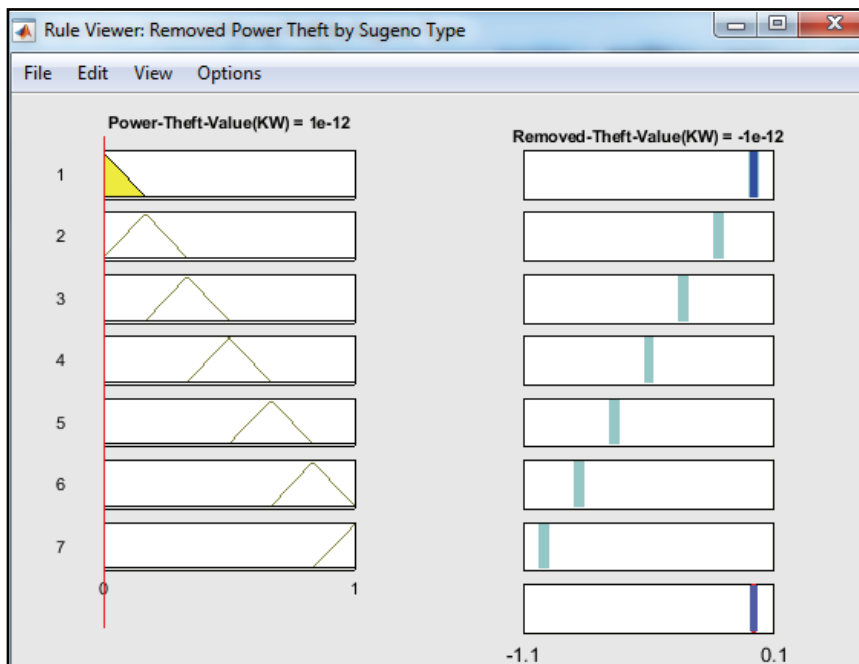 Rule Viewer: Removed Power Theft by Sugeno Type
File Edit View Options
Power-Theft-Value(KW) = 1e-12
Removed-Theft-Value(KW) = -1e-12
1
2
3
4
5
6
7
0 1
-1.1 0.1